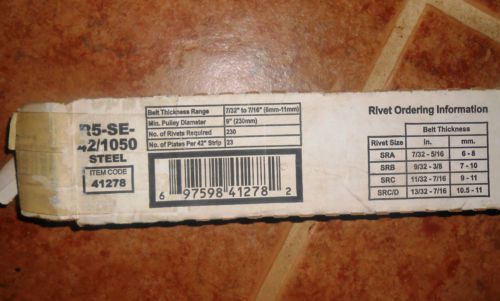 R5-SE-
42/1050
STEEL
ITEM CODE
41278
Belt Thickness Range 7/32" to 7/16" (6mm-11mm)
Min. Pulley Diameter 9" (230mm)
No. of Rivets Required 230
No. of Plates Per 42" Strip 23
6 97598 41278 2
Rivet Ordering Information
Belt Thickness
Rivet Size in. mm.
SRA 7/32 - 5/16 6 - 8
SRB 9/32 - 3/8 7 - 10
SRC 11/32 - 7/16 9 - 11
SRC/D 13/32 - 7/16 10.5 - 11